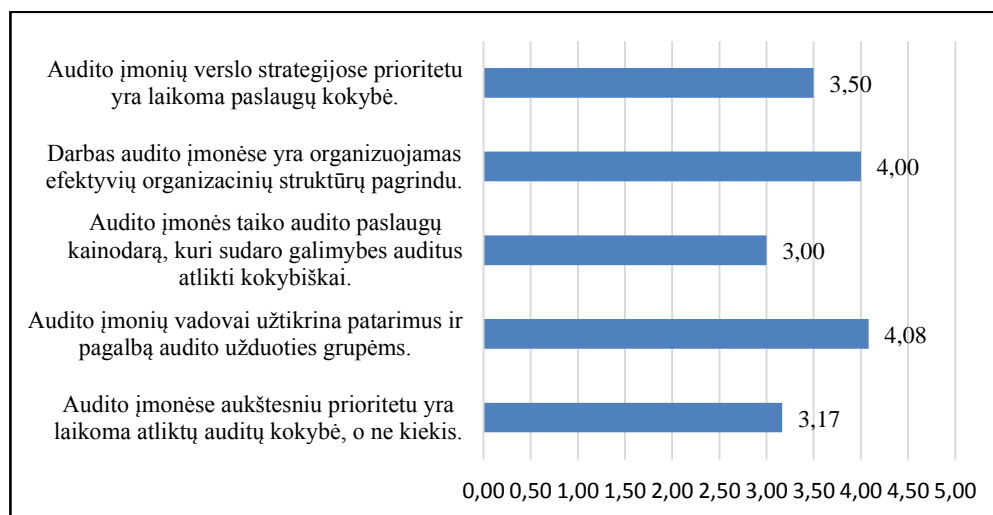 Audito įmonių verslo strategijose prioritetu
yra laikoma paslaugų kokybė.
3,50
Darbas audito įmonėse yra organizuojamas
efektyvių organizacinių struktūrų pagrindu.
4,00
Audito įmonės taiko audito paslaugų
kainodarą, kuri sudaro galimybes auditus
atlikti kokybiškai.
3,00
Audito įmonių vadovai užtikrina patarimus ir
pagalbą audito užduoties grupėms.
4,08
Audito įmonėse aukštesniu prioritetu yra
laikoma atliktų auditų kokybė, o ne kiekis.
3,17
0,00 0,50 1,00 1,50 2,00 2,50 3,00 3,50 4,00 4,50 5,00